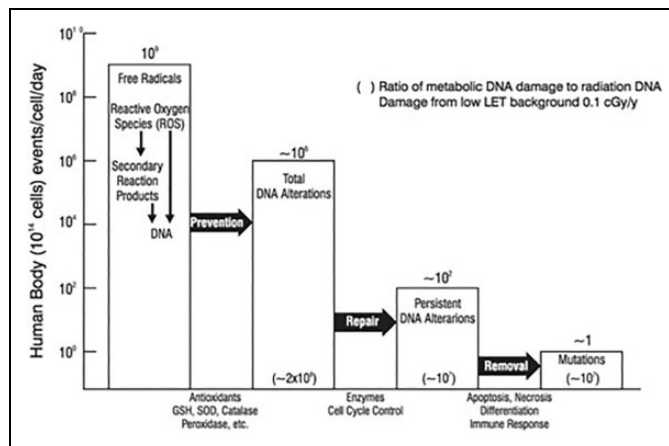 Human Body (10¹⁴ cells) events/cell/day
10¹⁰
10⁸
10⁶
10⁴
10²
10⁰
10⁹
Free Radicals
Reactive Oxygen
Species (ROS)
Secondary
Reaction
Products
DNA
Prevention
Antioxidants
GSH, SOD, Catalase
Peroxidase, etc.
( ) Ratio of metabolic DNA damage to radiation DNA
Damage from low LET background 0.1 cGy/y
~10⁶
Total
DNA Alterations
Repair
Enzymes
Cell Cycle Control
~10²
Persistent
DNA Alterarions
Removal
Apoptosis, Necrosis
Differentiation
Immune Response
~1
Mutations